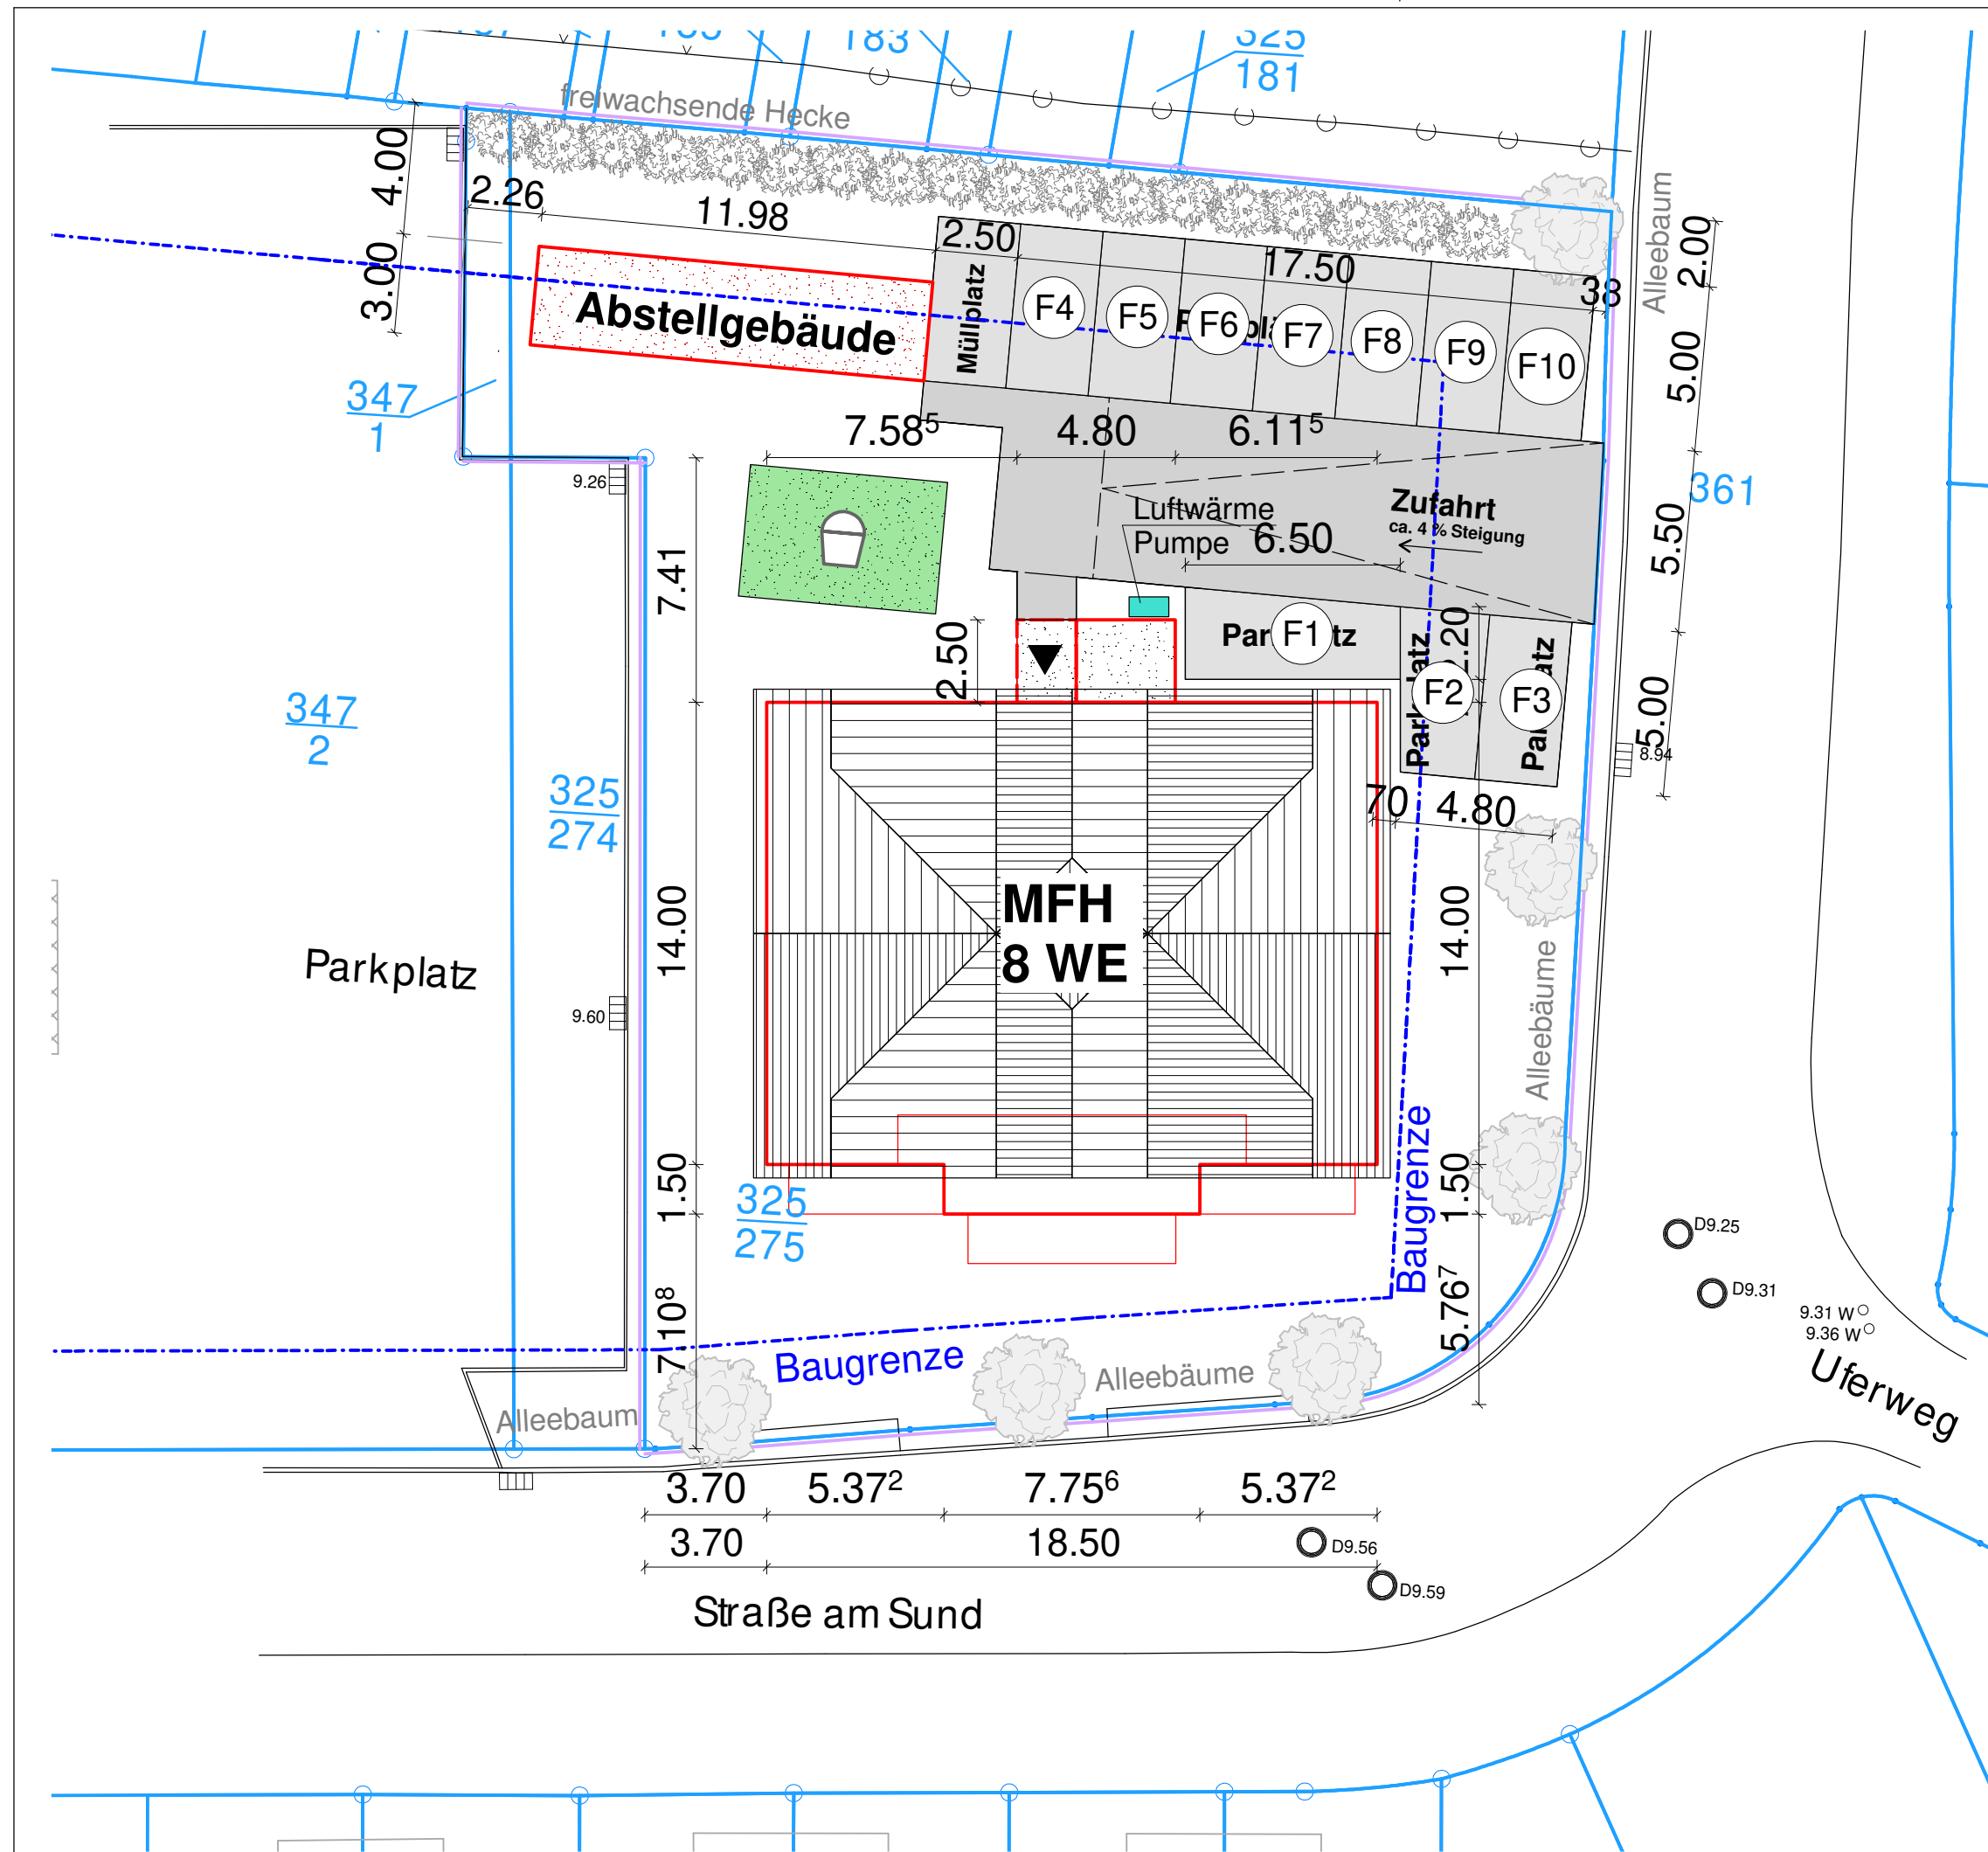 183
325
181
freiwachsende Hecke
Alleebaum
4.00
2.26
11.98
2.50
17.50
38
2.00
3.00
Abstellgebäude
Müllplatz
F4
F5
F6
F7
F8
F9
F10
5.00
347
1
7.58⁵
4.80
6.11⁵
9.26
361
Luftwärme
Pumpe
6.50
Zufahrt
ca. 4 % Steigung
5.50
7.41
2.50
F1
F2
F3
5.00
8.94
347
2
70
4.80
325
274
MFH
8 WE
14.00
14.00
Alleebäume
Parkplatz
9.60
1.50
325
275
Baugrenze
1.50
D9.25
D9.31
9.31 W
9.36 W
7.10⁸
5.76⁷
Baugrenze
Alleebäume
Alleebaum
Uferweg
3.70
5.37²
7.75⁶
5.37²
3.70
18.50
D9.56
D9.59
Straße am Sund